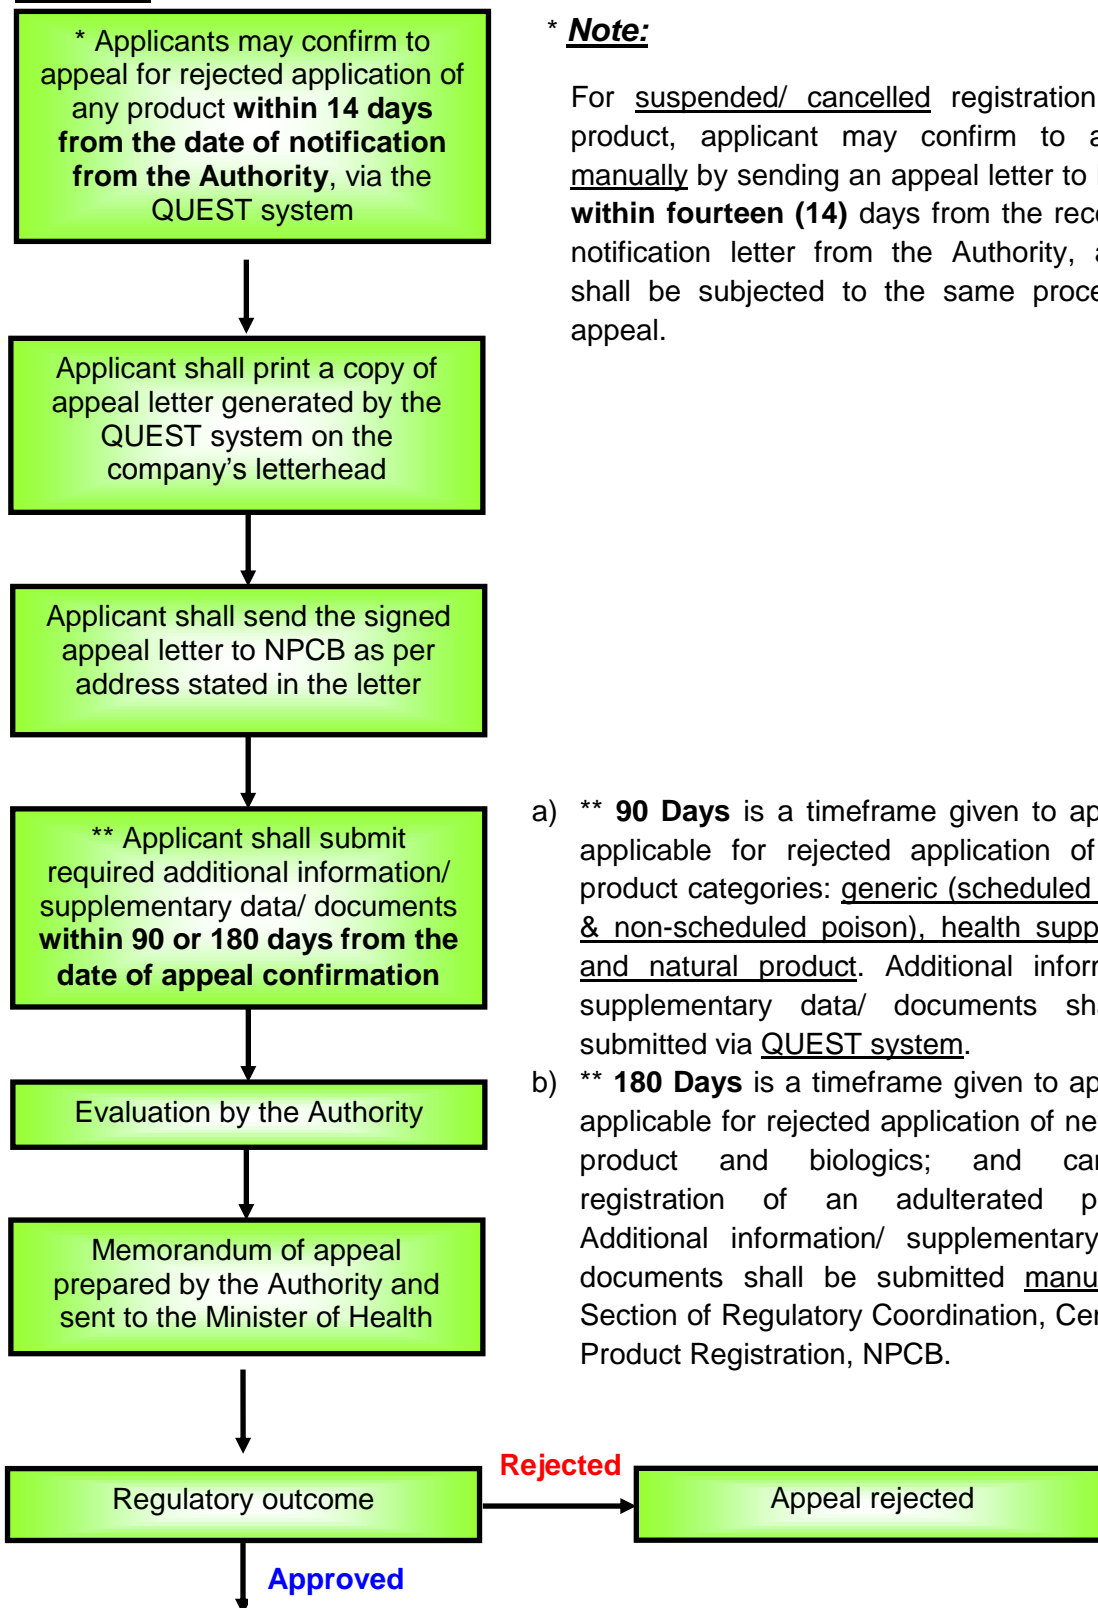 * Applicants may confirm to
appeal for rejected application of
any product within 14 days
from the date of notification
from the Authority, via the
QUEST system
* Note:
For suspended/ cancelled registration
product, applicant may confirm to
manually by sending an appeal letter to
within fourteen (14) days from the
notification letter from the Authority,
shall be subjected to the same
appeal.
Applicant shall print a copy of
appeal letter generated by the
QUEST system on the
company's letterhead
Applicant shall send the signed
appeal letter to NPCB as per
address stated in the letter
** Applicant shall submit
required additional information/
supplementary data/ documents
within 90 or 180 days from the
date of appeal confirmation
a) ** 90 Days is a timeframe given to
applicable for rejected application of
product categories: generic (scheduled
& non-scheduled poison), health
and natural product. Additional
supplementary data/ documents
submitted via QUEST system.
b) ** 180 Days is a timeframe given to
applicable for rejected application of
product and biologics; and
registration of an adulterated
Additional information/ supplementary
documents shall be submitted
Section of Regulatory Coordination,
Product Registration, NPCB.
Evaluation by the Authority
Memorandum of appeal
prepared by the Authority and
sent to the Minister of Health
Regulatory outcome
Rejected
Appeal rejected
Approved